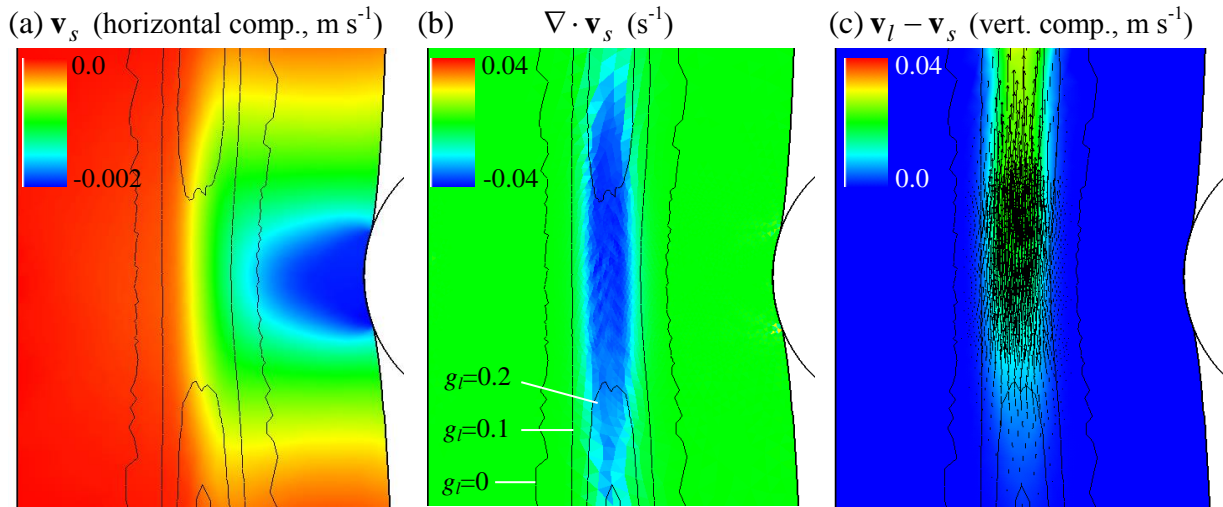 (a) vₛ (horizontal comp., m s⁻¹)
0.0
-0.002
(b) ∇ · vₛ (s⁻¹)
0.04
-0.04
gₗ=0.2
gₗ=0.1
gₗ=0
(c) vₗ – vₛ (vert. comp., m s⁻¹)
0.04
0.0